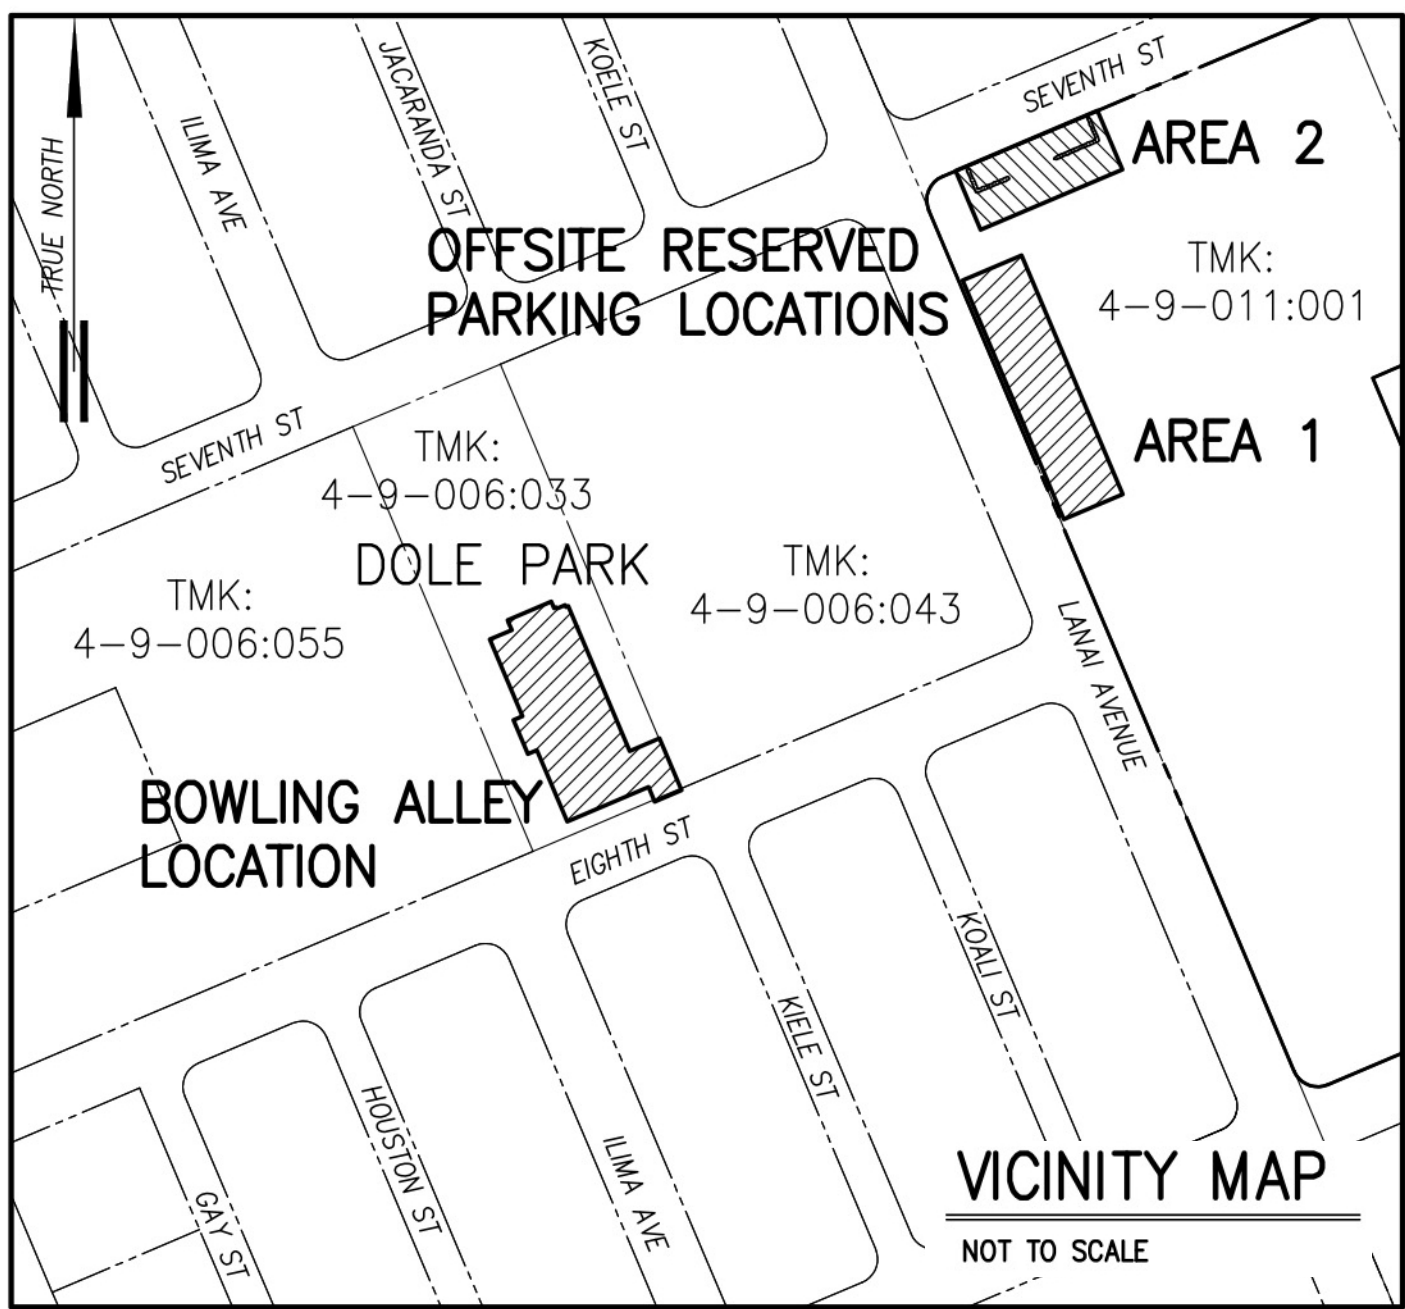 SEVENTH ST
KOELE ST
JACARANDA ST
ILIMA AVE
TRUE NORTH
AREA 2
OFFSITE RESERVED
PARKING LOCATIONS
TMK:
4-9-011:001
SEVENTH ST
TMK:
4-9-006:033
AREA 1
DOLE PARK
TMK:
4-9-006:043
TMK:
4-9-006:055
LANAI AVENUE
BOWLING ALLEY
LOCATION
EIGHTH ST
KOALI ST
KIELE ST
HOUSTON ST
ILIMA AVE
GAY ST
VICINITY MAP
NOT TO SCALE